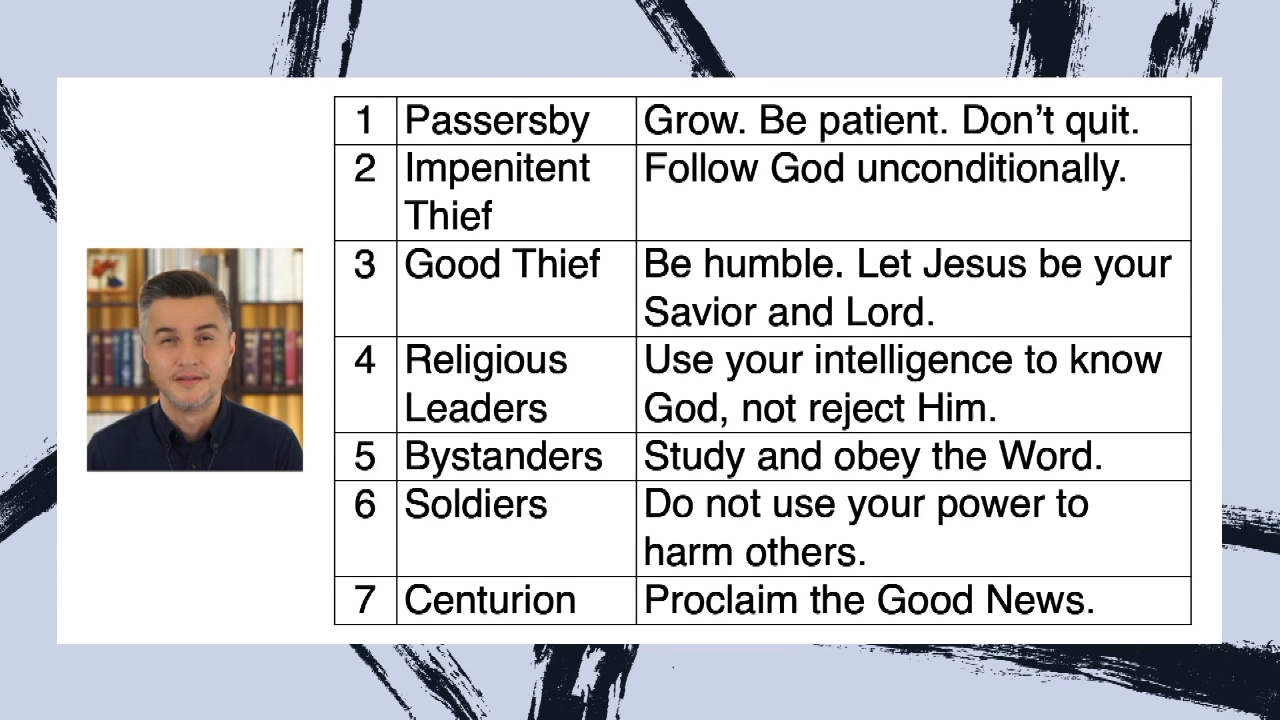 1 Passersby Grow. Be patient. Don’t quit.
2 Impenitent Follow God unconditionally.
Thief
3 Good Thief Be humble. Let Jesus be your
Savior and Lord.
4 Religious Use your intelligence to know
Leaders God, not reject Him.
5 Bystanders Study and obey the Word.
6 Soldiers Do not use your power to
harm others.
7 Centurion Proclaim the Good News.